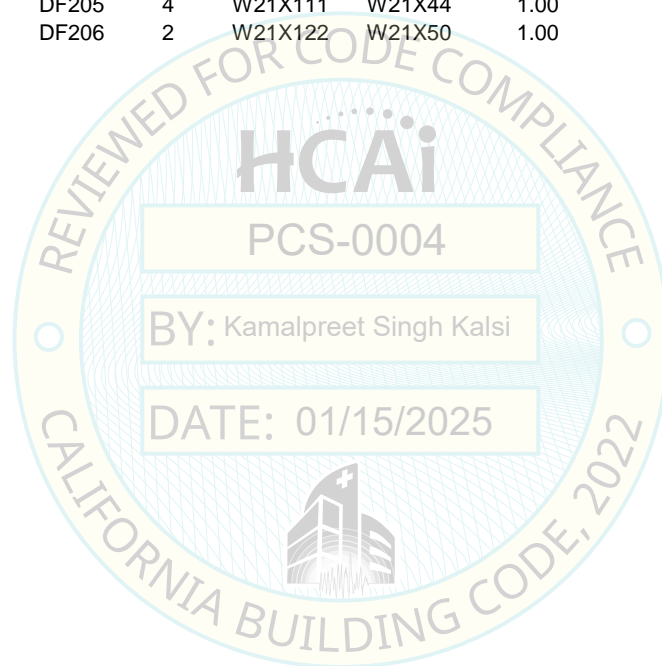 DF205 4 W21X111 W21X44 1.00
DF206 2 W21X122 W21X50 1.00
REVIEWED FOR CODE COMPLIANCE
HCAi
PCS-0004
BY: Kamalpreet Singh Kalsi
DATE: 01/15/2025
CALIFORNIA BUILDING CODE, 2022